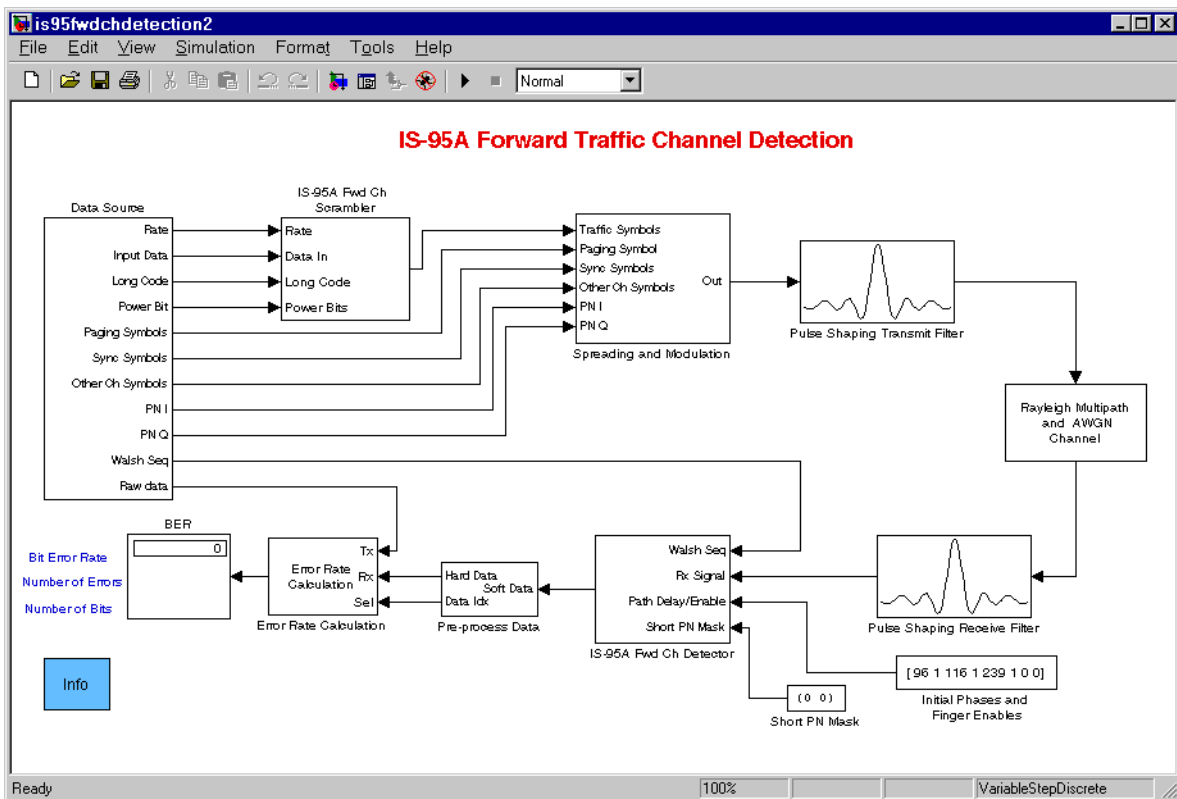 is95fwdchdetection2
File Edit View Simulation Format Tools Help
Normal
IS-95A Forward Traffic Channel Detection
Data Source
Rate
Input Data
Long Code
Power Bit
Paging Symbols
Sync Symbols
Other Ch Symbols
PN I
PN Q
Walsh Seq
Raw data
IS-95A Fwd Ch
Scrambler
Rate
Data In
Long Code
Power Bits
Traffic Symbols
Paging Symbol
Sync Symbols
Other Ch Symbols
PN I
PN Q
Out
Spreading and Modulation
Pulse Shaping Transmit Filter
Rayleigh Multipath
and AWGN
Channel
BER
0
Bit Error Rate
Number of Errors
Number of Bits
Error Rate
Calculation
Tx
Rx
Sel
Error Rate Calculation
Hard Data
Soft Data
Data Idx
Pre-process Data
Walsh Seq
Rx Signal
Path Delay/Enable
Short PN Mask
IS-95A Fwd Ch Detector
Pulse Shaping Receive Filter
[ 96 1 116 1 239 1 0 0]
Initial Phases and
Finger Enables
(0 0)
Short PN Mask
Info
Ready
100%
VariableStepDiscrete